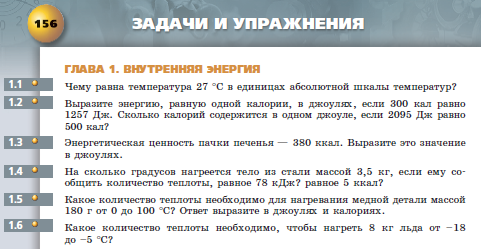 156
ЗАДАЧИ И УПРАЖНЕНИЯ
ГЛАВА 1. ВНУТРЕННЯЯ ЭНЕРГИЯ
1.1 Чему равна температура 27 °С в единицах абсолютной шкалы температур?
1.2 Выразите энергию, равную одной калории, в джоулях, если 300 кал равно
1257 Дж. Сколько калорий содержится в одном джоуле, если 2095 Дж равно
500 кал?
1.3 Энергетическая ценность пачки печенья — 380 ккал. Выразите это значение
в джоулях.
1.4 На сколько градусов нагреется тело из стали массой 3,5 кг, если ему со-
общить количество теплоты, равное 78 кДж? равное 5 ккал?
1.5 Какое количество теплоты необходимо для нагревания медной детали массой
180 г от 0 до 100 °С? Ответ выразите в джоулях и калориях.
1.6 Какое количество теплоты необходимо, чтобы нагреть 8 кг льда от −18
до −5 °С?